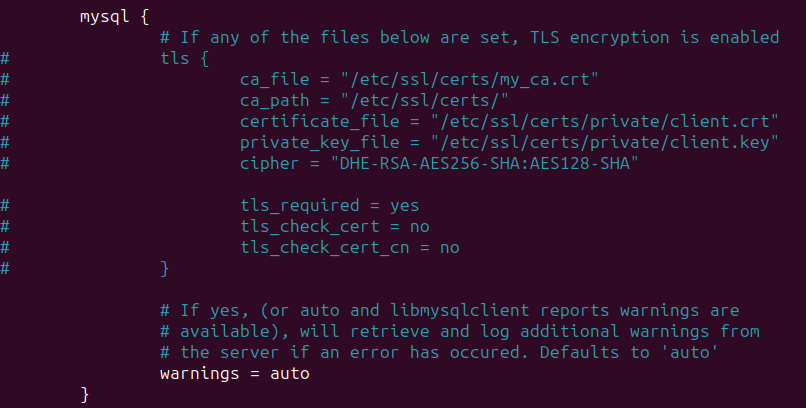 mysql {
# If any of the files below are set, TLS encryption is enabled
# tls {
# ca_file = "/etc/ssl/certs/my_ca.crt"
# ca_path = "/etc/ssl/certs/"
# certificate_file = "/etc/ssl/certs/private/client.crt"
# private_key_file = "/etc/ssl/certs/private/client.key"
# cipher = "DHE-RSA-AES256-SHA:AES128-SHA"
# tls_required = yes
# tls_check_cert = no
# tls_check_cert_cn = no
# }
# If yes, (or auto and libmysqlclient reports warnings are
# available), will retrieve and log additional warnings from
# the server if an error has occured. Defaults to 'auto'
warnings = auto
}